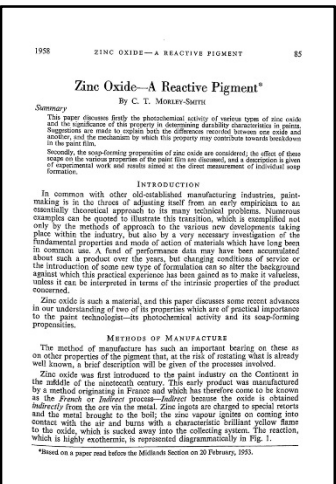 1958 ZINC OXIDE—A REACTIVE PIGMENT 85
Zinc Oxide—A Reactive Pigment*
By C. T. MORLEY-SMITH
Summary
This paper discusses firstly the photochemical activity of various types of zinc oxide
and the significance of this property in determining durability characteristics in paints.
Suggestions are made to explain both the differences recorded between one oxide and
another, and the mechanism by which this property may contribute towards breakdown
in the paint film.
Secondly, the soap-forming propensities of zinc oxide are considered; the effect of these
soaps on the various properties of the paint film are discussed, and a description is given
of experimental work and results aimed at the direct measurement of individual soap
formation.
INTRODUCTION
In common with other old-established manufacturing industries, paint-
making is in the throes of adjusting itself from an early empiricism to an
essentially theoretical approach to its many technical problems. Numerous
examples can be quoted to illustrate this transition, which is exemplified not
only by the methods of approach to the various new developments taking
place within the industry, but also by a very necessary investigation of the
fundamental properties and mode of action of materials which have long been
in common use. A fund of performance data may have been accumulated
about such a product over the years, but changing conditions of service or
the introduction of some new type of formulation can so alter the background
against which this practical experience has been gained as to make it valueless,
unless it can be interpreted in terms of the intrinsic properties of the product
concerned.
Zinc oxide is such a material, and this paper discusses some recent advances
in our understanding of two of its properties which are of practical importance
to the paint technologist—its photochemical activity and its soap-forming
propensities.
METHODS OF MANUFACTURE
The method of manufacture has such an important bearing on these as
on other properties of the pigment that, at the risk of restating what is already
well known, a brief description will be given of the processes involved.
Zinc oxide was first introduced to the paint industry on the Continent in
the middle of the nineteenth century. This early product was manufactured
by a method originating in France and which has therefore come to be known
as the French or Indirect process—Indirect because the oxide is obtained
indirectly from the ore via the metal. Zinc ingots are charged to special retorts
and the metal brought to the boil; the zinc vapour ignites on coming into
contact with the air and burns with a characteristic brilliant yellow flame
to the oxide, which is sucked away into the collecting system. The reaction,
which is highly exothermic, is represented diagrammatically in Fig. 1.
*Based on a paper read before the Midlands Section on 20 February, 1953.